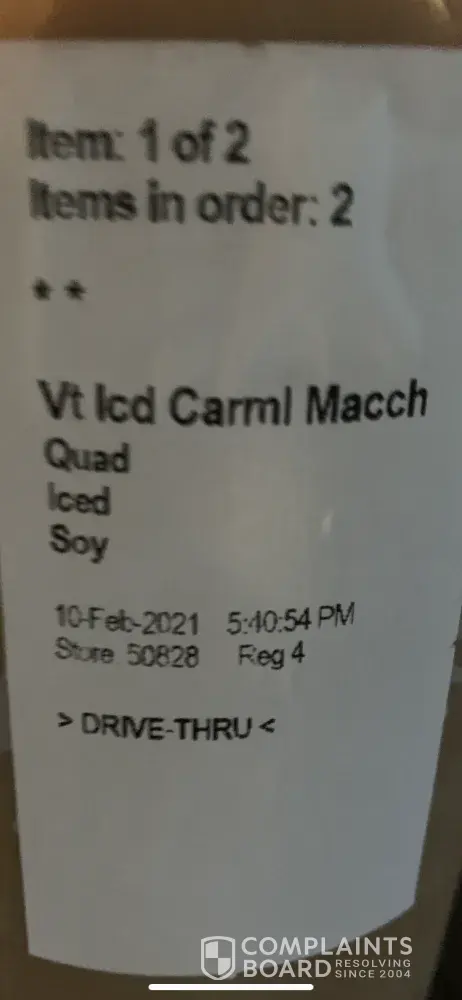 Item: 1 of 2
Items in order: 2
* *
Vt Icd Carml Macch
Quad
Iced
Soy
10-Feb-2021 5:40:54 PM
Store 50828 Reg 4
> DRIVE-THRU <
COMPLAINTS
BOARD RESOLVING
SINCE 2004